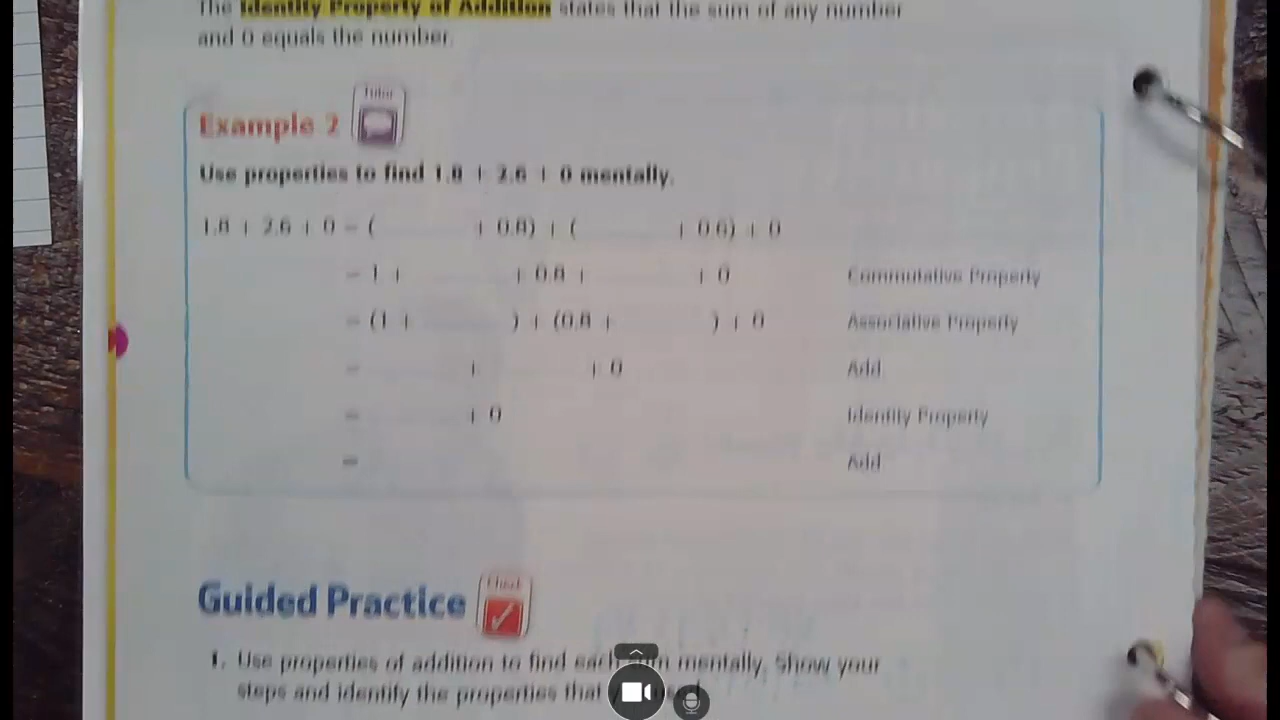 The Identity Property of Addition states that the sum of any number
and 0 equals the number.
Tutor
Example 2
Use properties to find 1.8 + 2.6 + 0 mentally.
1.8 + 2.6 + 0 = ( + 0.8) + ( + 0.6) + 0
= 1 + + 0.8 + + 0 Commutative Property
= (1 + ) + (0.8 + ) + 0 Associative Property
= + + 0 Add.
= + 0 Identity Property
= Add
Guided Practice
Check
1. Use properties of addition to find each sum mentally. Show your
steps and identify the properties that